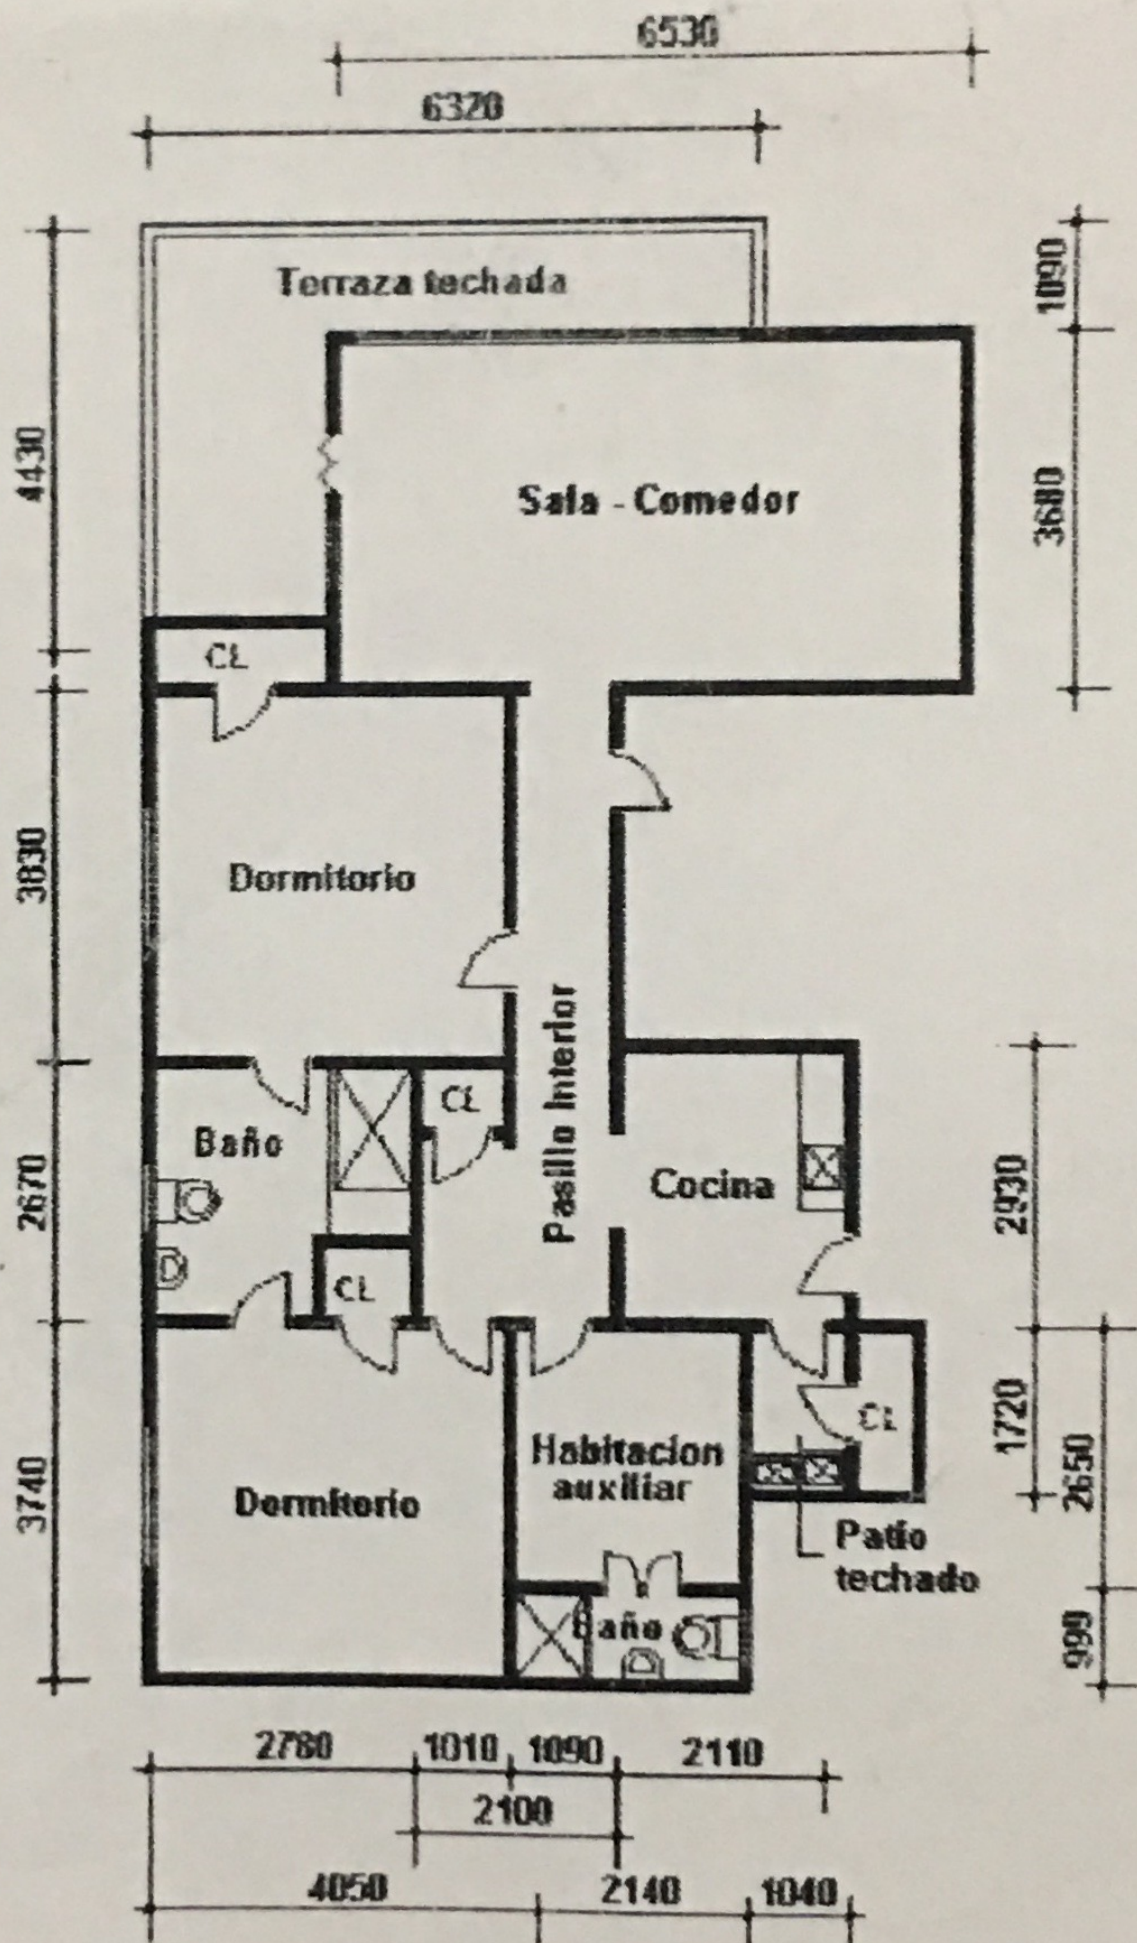 6530
6320
Terraza techada
1090
4430
Sala - Comedor
3680
CL
3830
Dormitorio
Pasillo Interior
CL
Baño
Cocina
2670
2930
CL
CL
1720
Habitacion
auxiliar
2650
3740
Dormitorio
Patio
techado
Baño
999
2780
1010
1090
2110
2100
4050
2140
1040